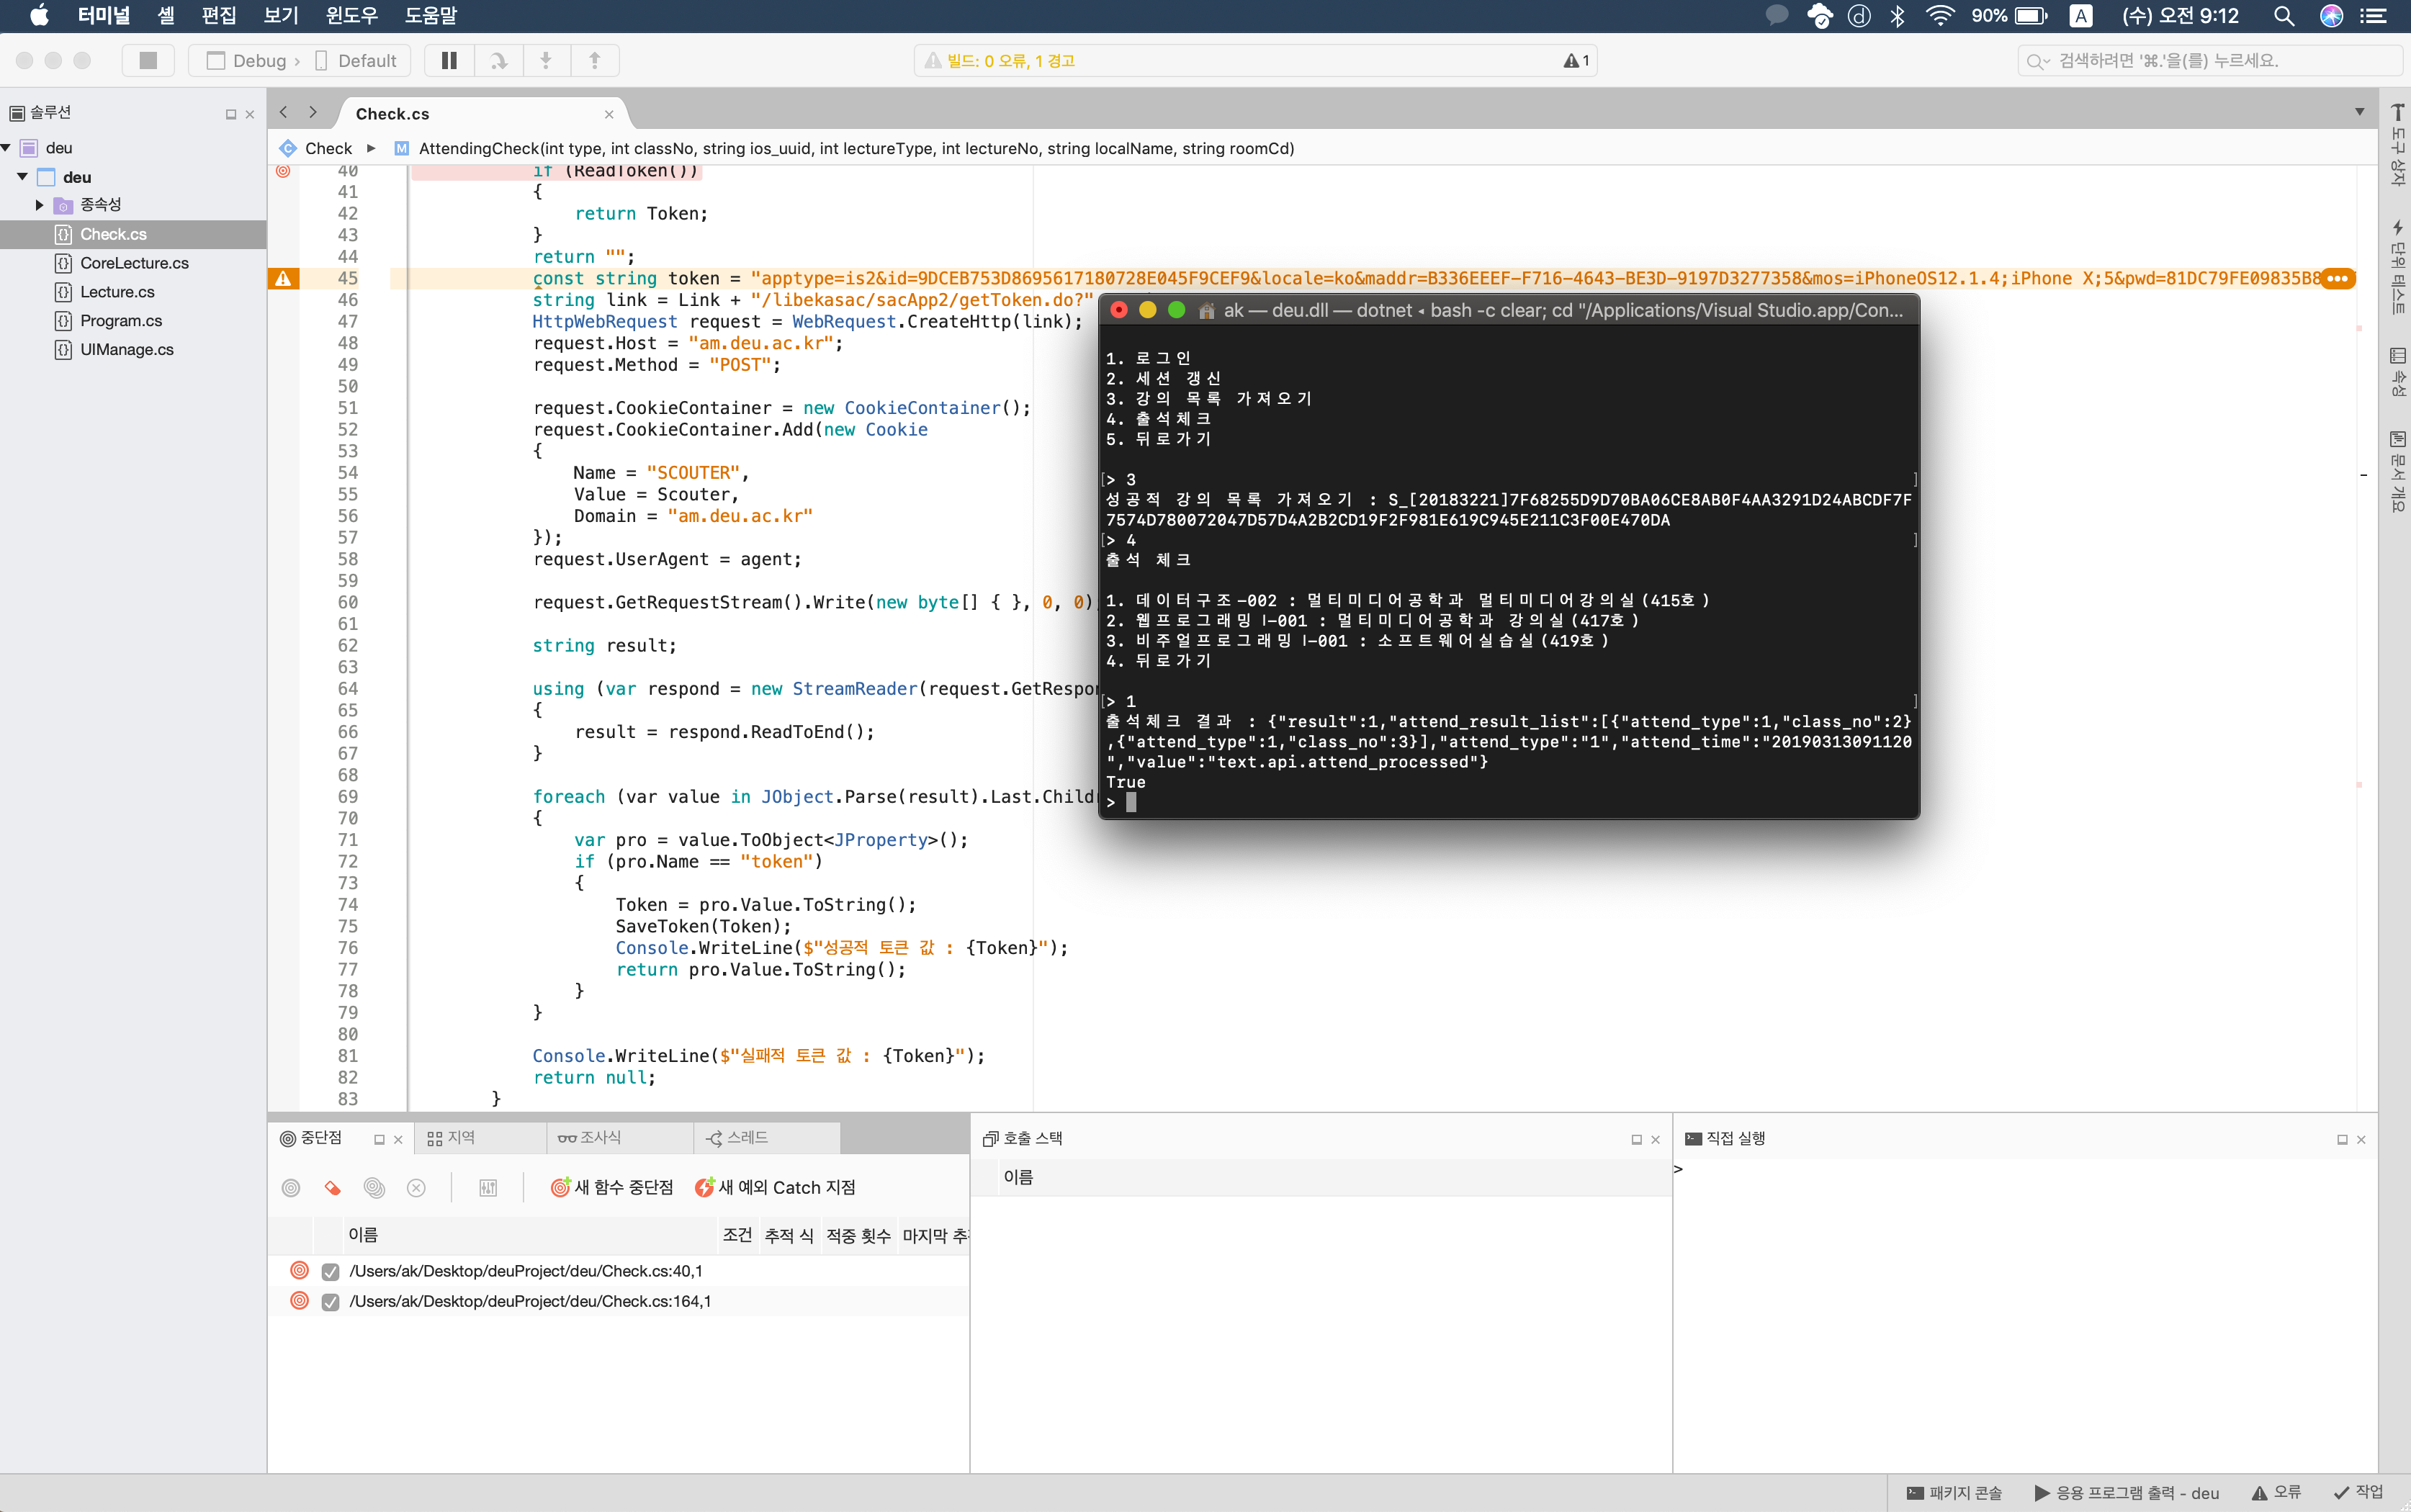 터미널 셸 편집 보기 윈도우 도움말
90% A (수) 오전 9:12
Debug › Default
빌드: 0 오류, 1 경고
1
검색하려면 '⌘.'을(를) 누르세요.
솔루션
deu
deu
종속성
Check.cs
CoreLecture.cs
Lecture.cs
Program.cs
UIManage.cs
Check.cs
Check ▶ M AttendingCheck(int type, int classNo, string ios_uuid, int lectureType, int lectureNo, string localName, string roomCd)
40 if (ReadToken())
41 {
42 return Token;
43 }
44 return "";
45 const string token = "apptype=is2&id=9DCEB753D8695617180728E045F9CEF9&locale=ko&maddr=B336EEEF-F716-4643-BE3D-9197D3277358&mos=iPhoneOS12.1.4;iPhone X;5&pwd=81DC79FE09835B8
46 string link = Link + "/libekasac/sacApp2/getToken.do?"
47 HttpWebRequest request = WebRequest.CreateHttp(link);
48 request.Host = "am.deu.ac.kr";
49 request.Method = "POST";
50
51 request.CookieContainer = new CookieContainer();
52 request.CookieContainer.Add(new Cookie
53 {
54 Name = "SCOUTER",
55 Value = Scouter,
56 Domain = "am.deu.ac.kr"
57 });
58 request.UserAgent = agent;
59
60 request.GetRequestStream().Write(new byte[] { }, 0, 0)
61
62 string result;
63
64 using (var respond = new StreamReader(request.GetRespon
65 {
66 result = respond.ReadToEnd();
67 }
68
69 foreach (var value in JObject.Parse(result).Last.Childr
70 {
71 var pro = value.ToObject<JProperty>();
72 if (pro.Name == "token")
73 {
74 Token = pro.Value.ToString();
75 SaveToken(Token);
76 Console.WriteLine($"성공적 토큰 값 : {Token}");
77 return pro.Value.ToString();
78 }
79 }
80
81 Console.WriteLine($"실패적 토큰 값 : {Token}");
82 return null;
83 }
ak — deu.dll — dotnet ◂ bash -c clear; cd "/Applications/Visual Studio.app/Con...
1. 로그인
2. 세션 갱신
3. 강의 목록 가져오기
4. 출석체크
5. 뒤로가기
[> 3 ]
성공적 강의 목록 가져오기 : S_[20183221]7F68255D9D70BA06CE8AB0F4AA3291D24ABCDF7F
7574D780072047D57D4A2B2CD19F2F981E619C945E211C3F00E470DA
[> 4 ]
출석 체크
1. 데이터구조-002 : 멀티미디어공학과 멀티미디어강의실(415호)
2. 웹프로그래밍Ⅰ-001 : 멀티미디어공학과 강의실(417호)
3. 비주얼프로그래밍Ⅰ-001 : 소프트웨어실습실(419호)
4. 뒤로가기
[> 1 ]
출석체크 결과 : {"result":1,"attend_result_list":[{"attend_type":1,"class_no":2}
,{"attend_type":1,"class_no":3}],"attend_type":"1","attend_time":"20190313091120
","value":"text.api.attend_processed"}
True
>
도구 상자
단위 테스트
속성
문서 개요
중단점 지역 조사식 스레드
새 함수 중단점 새 예외 Catch 지점
이름 조건 추적 식 적중 횟수 마지막
/Users/ak/Desktop/deuProject/deu/Check.cs:40,1
/Users/ak/Desktop/deuProject/deu/Check.cs:164,1
호출 스택
이름
직접 실행
>
패키지 콘솔 응용 프로그램 출력 - deu 오류 작업